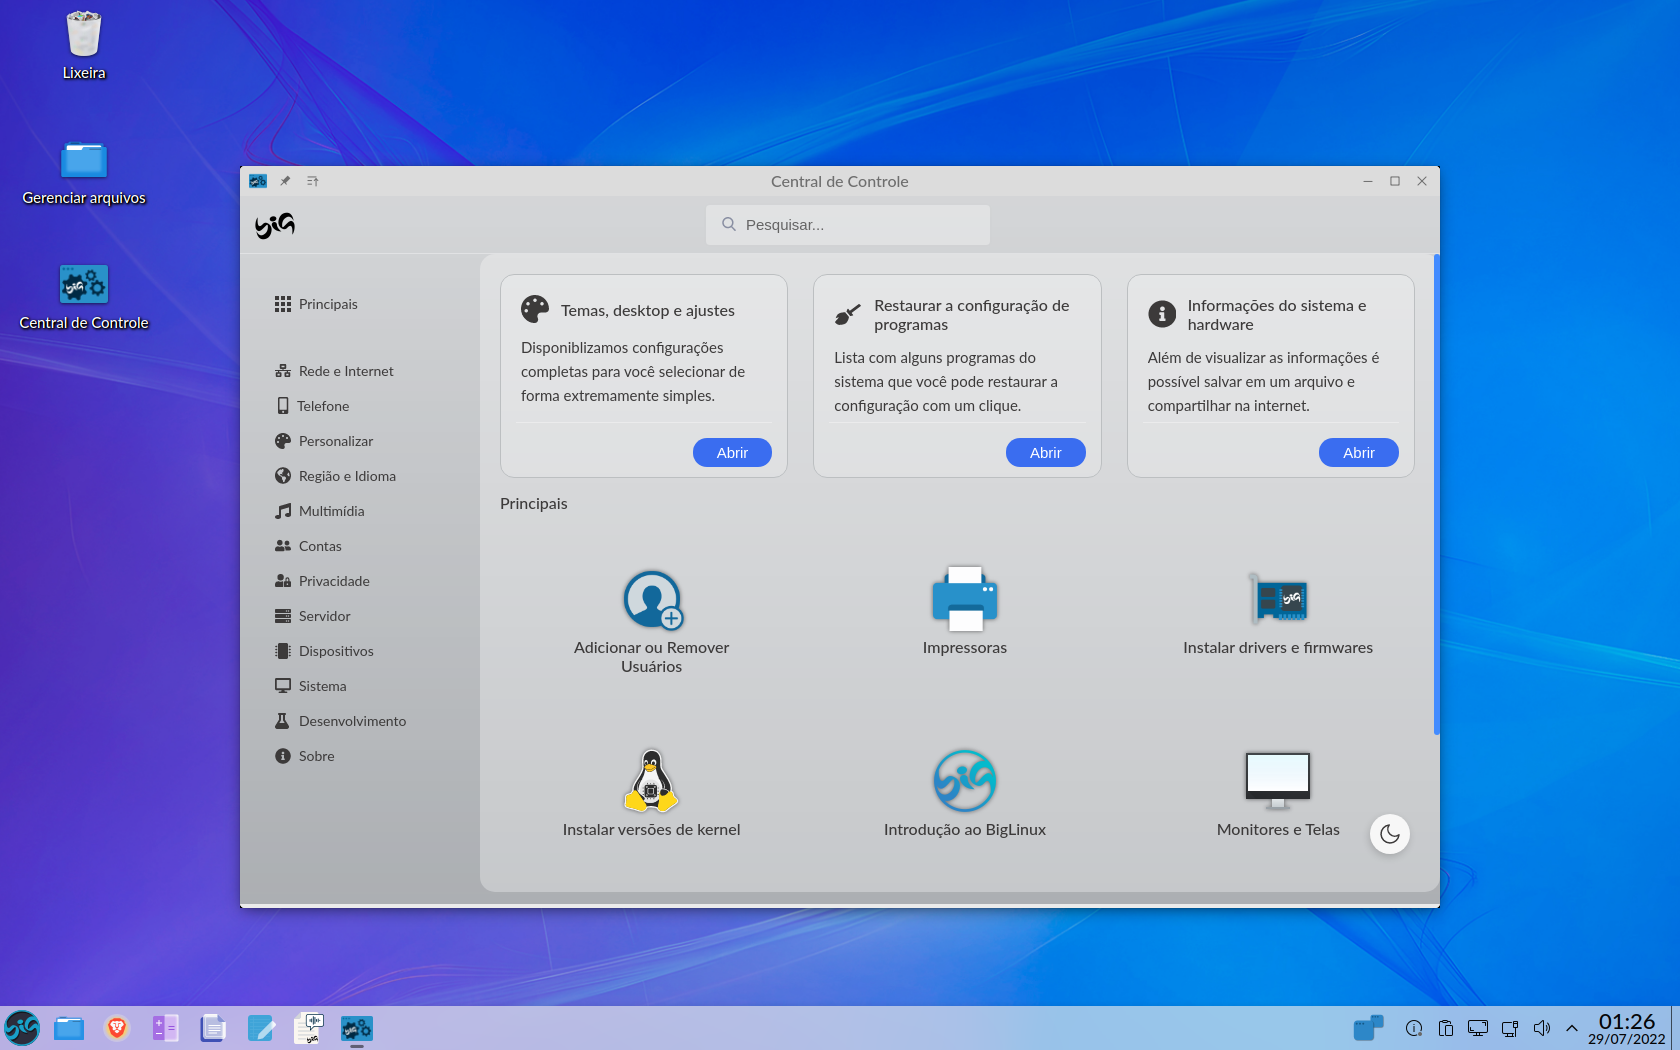 Lixeira
Gerenciar arquivos
Central de Controle
Central de Controle
Pesquisar...
Principais
Rede e Internet
Telefone
Personalizar
Região e Idioma
Multimídia
Contas
Privacidade
Servidor
Dispositivos
Sistema
Desenvolvimento
Sobre
Temas, desktop e ajustes
Disponiblizamos configurações
completas para você selecionar de
forma extremamente simples.
Abrir
Restaurar a configuração de
programas
Lista com alguns programas do
sistema que você pode restaurar a
configuração com um clique.
Abrir
Informações do sistema e
hardware
Além de visualizar as informações é
possível salvar em um arquivo e
compartilhar na internet.
Abrir
Principais
Adicionar ou Remover
Usuários
Impressoras
Instalar drivers e firmwares
Instalar versões de kernel
Introdução ao BigLinux
Monitores e Telas
01:26
29/07/2022